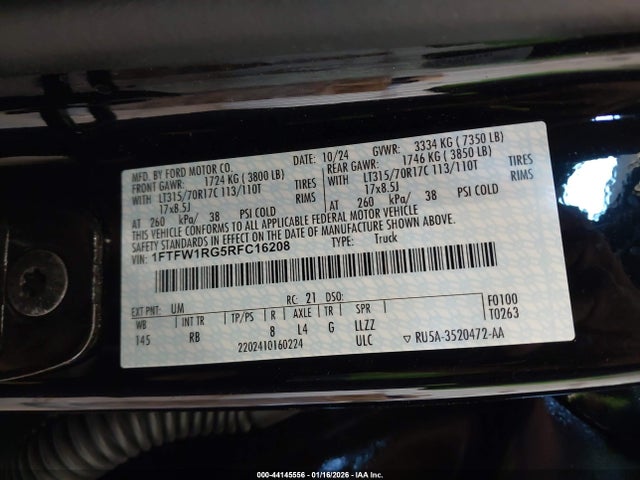 MFD. BY FORD MOTOR CO.
DATE: 10/24 GVWR: 3334 KG ( 7350 LB)
FRONT GAWR: 1724 KG ( 3800 LB) REAR GAWR: 1746 KG ( 3850 LB)
WITH LT315/70R17C 113/110T TIRES WITH LT315/70R17C 113/110T TIRES
17x8.5J RIMS 17x8.5J RIMS
AT 260 kPa/ 38 PSI COLD AT 260 kPa/ 38 PSI COLD
THIS VEHICLE CONFORMS TO ALL APPLICABLE FEDERAL MOTOR VEHICLE
SAFETY STANDARDS IN EFFECT ON THE DATE OF MANUFACTURE SHOWN ABOVE.
VIN: 1FTFW1RG5RFC16208 TYPE: Truck
EXT PNT: UM RC: 21 DSO:
WB INT TR TP/PS R AXLE TR SPR F0100
145 RB 8 L4 G LLZZ T0263
2202410160224 ULC ▽ RU5A-3520472-AA
000-44145556 - 01/16/2026 - IAA Inc.